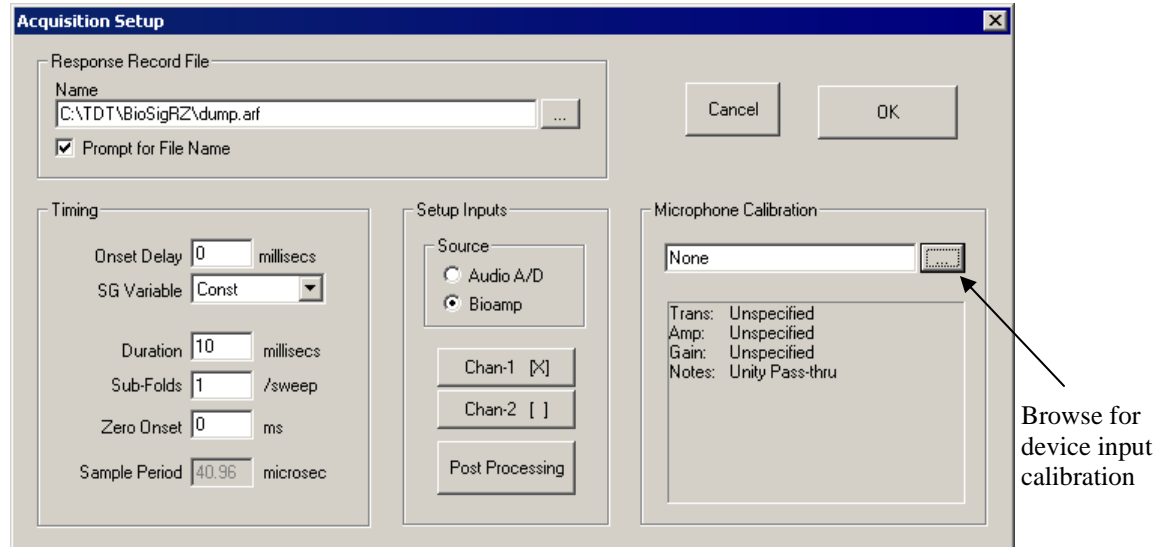 Acquisition Setup
Response Record File
Name
C:\TDT\BioSigRZ\dump.arf
...
Prompt for File Name
Cancel
OK
Timing
Onset Delay 0 millisecs
SG Variable Const
Duration 10 millisecs
Sub-Folds 1 /sweep
Zero Onset 0 ms
Sample Period 40.96 microsec
Setup Inputs
Source
Audio A/D
Bioamp
Chan-1 [X]
Chan-2 [ ]
Post Processing
Microphone Calibration
None
...
Trans: Unspecified
Amp: Unspecified
Gain: Unspecified
Notes: Unity Pass-thru
Browse for
device input
calibration